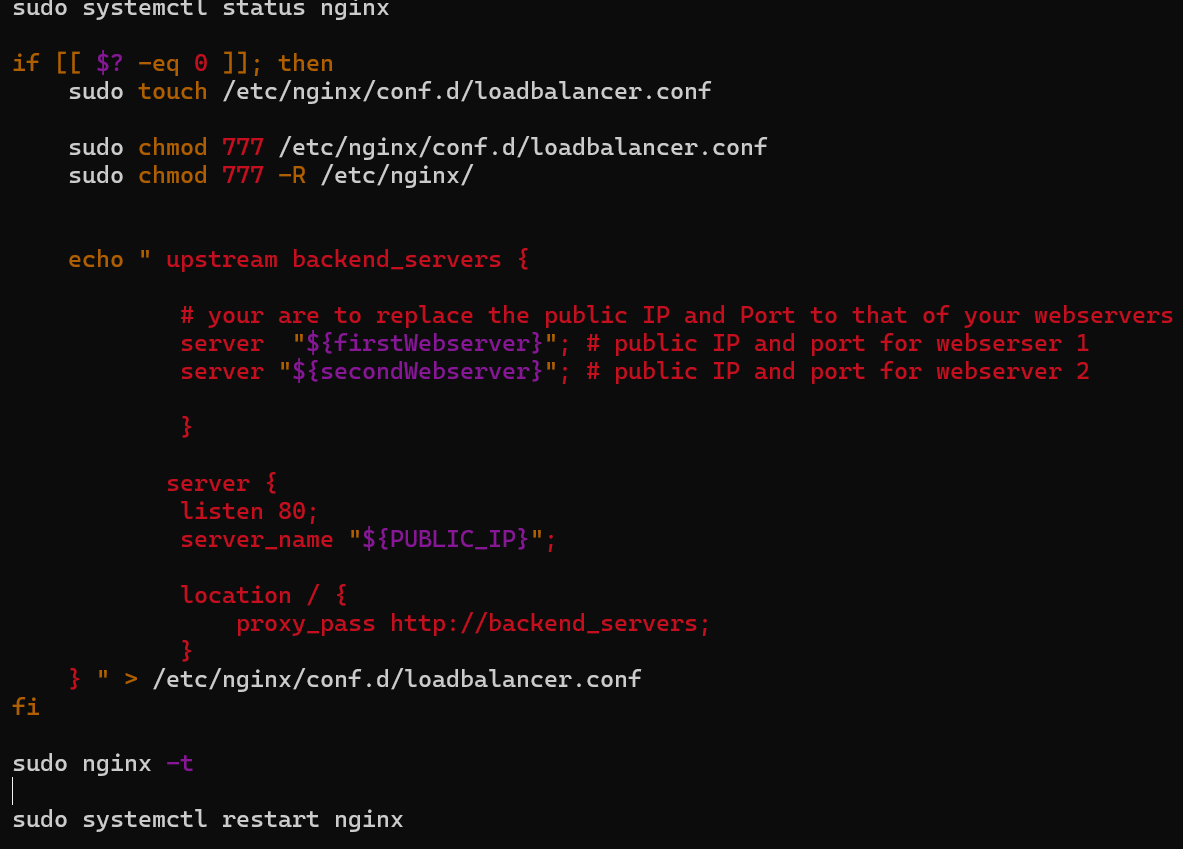 sudo systemctl status nginx
if [[ $? -eq 0 ]]; then
sudo touch /etc/nginx/conf.d/loadbalancer.conf
sudo chmod 777 /etc/nginx/conf.d/loadbalancer.conf
sudo chmod 777 -R /etc/nginx/
echo " upstream backend_servers {
# your are to replace the public IP and Port to that of your webservers
server  "${firstWebserver}"; # public IP and port for webserser 1
server "${secondWebserver}"; # public IP and port for webserver 2
}
server {
listen 80;
server_name "${PUBLIC_IP}";
location / {
proxy_pass http://backend_servers;
}
} " > /etc/nginx/conf.d/loadbalancer.conf
fi
sudo nginx -t
sudo systemctl restart nginx